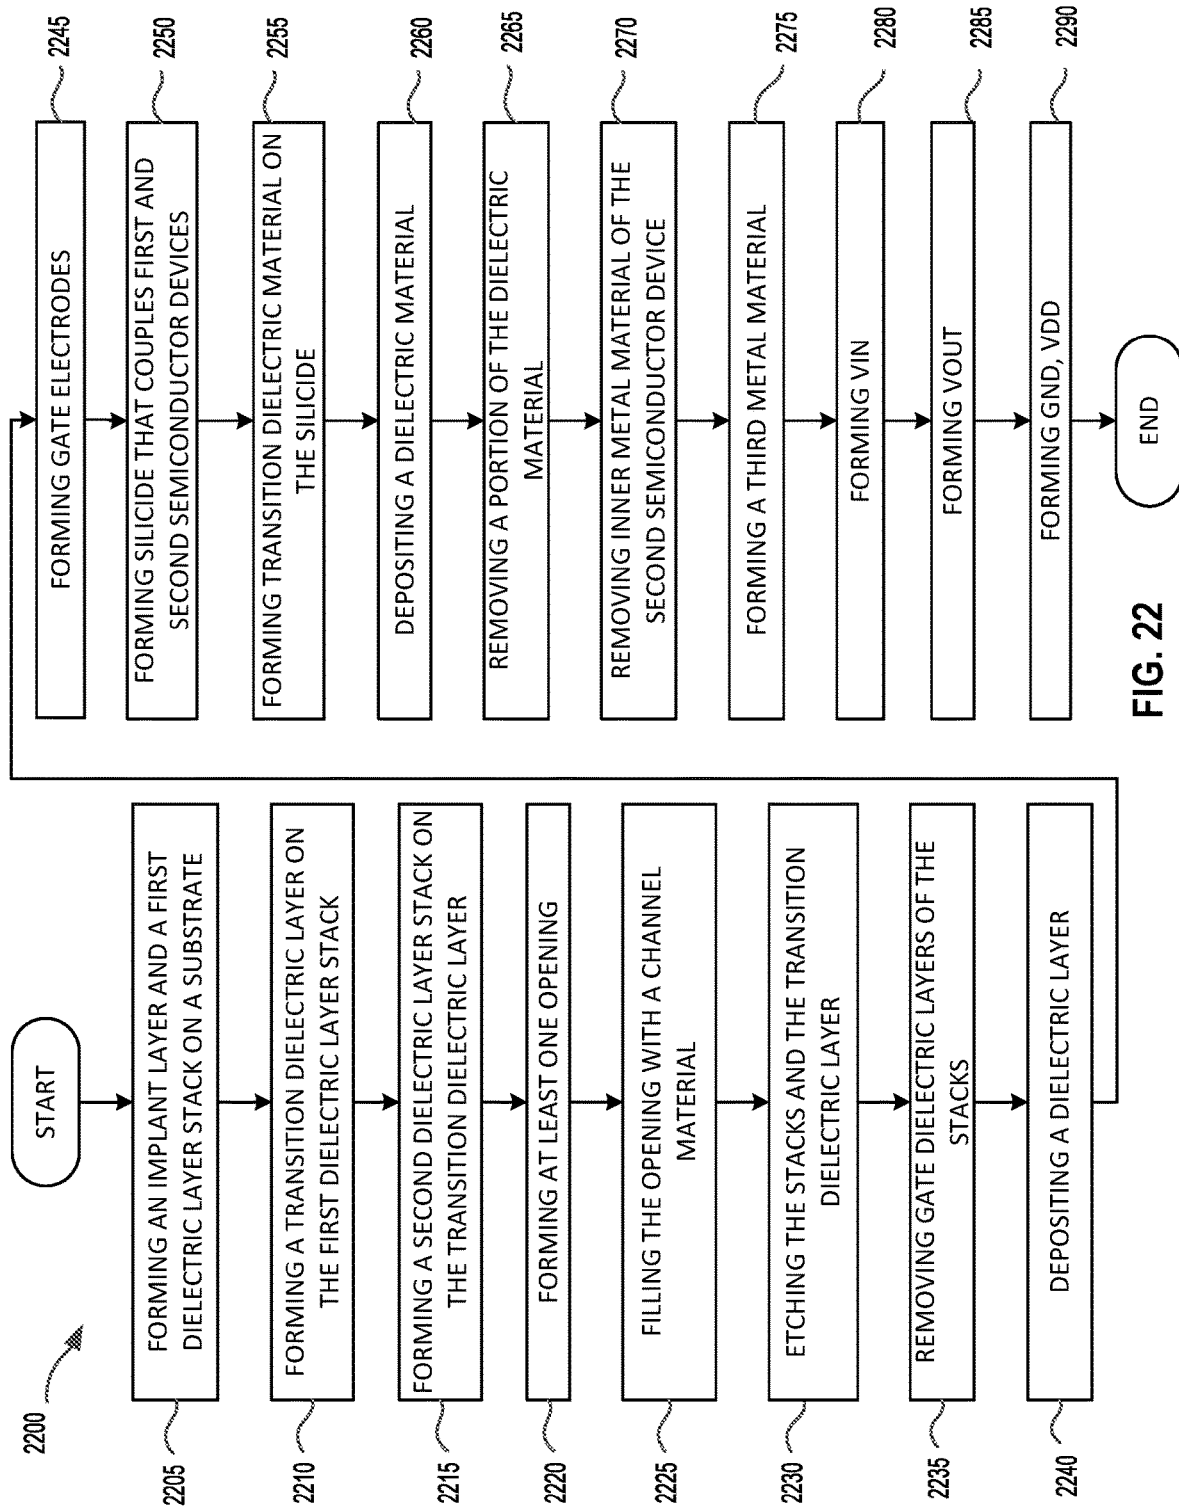 2200
START
FORMING AN IMPLANT LAYER AND A FIRST
DIELECTRIC LAYER STACK ON A SUBSTRATE
2205
FORMING A TRANSITION DIELECTRIC LAYER ON
THE FIRST DIELECTRIC LAYER STACK
2210
FORMING A SECOND DIELECTRIC LAYER STACK ON
THE TRANSITION DIELECTRIC LAYER
2215
FORMING AT LEAST ONE OPENING
2220
FILLING THE OPENING WITH A CHANNEL
MATERIAL
2225
ETCHING THE STACKS AND THE TRANSITION
DIELECTRIC LAYER
2230
REMOVING GATE DIELECTRIC LAYERS OF THE
STACKS
2235
DEPOSITING A DIELECTRIC LAYER
2240
FORMING GATE ELECTRODES
2245
FORMING SILICIDE THAT COUPLES FIRST AND
SECOND SEMICONDUCTOR DEVICES
2250
FORMING TRANSITION DIELECTRIC MATERIAL ON
THE SILICIDE
2255
DEPOSITING A DIELECTRIC MATERIAL
2260
REMOVING A PORTION OF THE DIELECTRIC
MATERIAL
2265
REMOVING INNER METAL MATERIAL OF THE
SECOND SEMICONDUCTOR DEVICE
2270
FORMING A THIRD METAL MATERIAL
2275
FORMING VIN
2280
FORMING VOUT
2285
FORMING GND, VDD
2290
END
FIG. 22